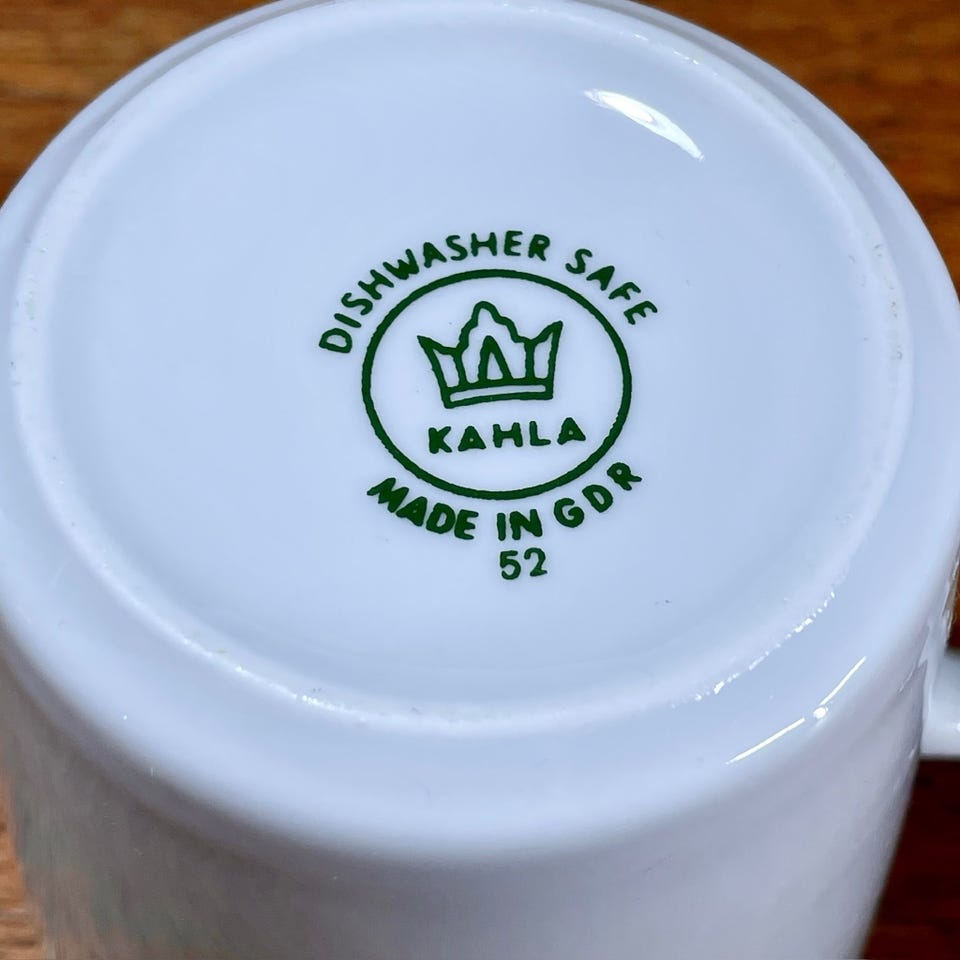 DISHWASHER SAFE
KAHLA
MADE IN GDR
52